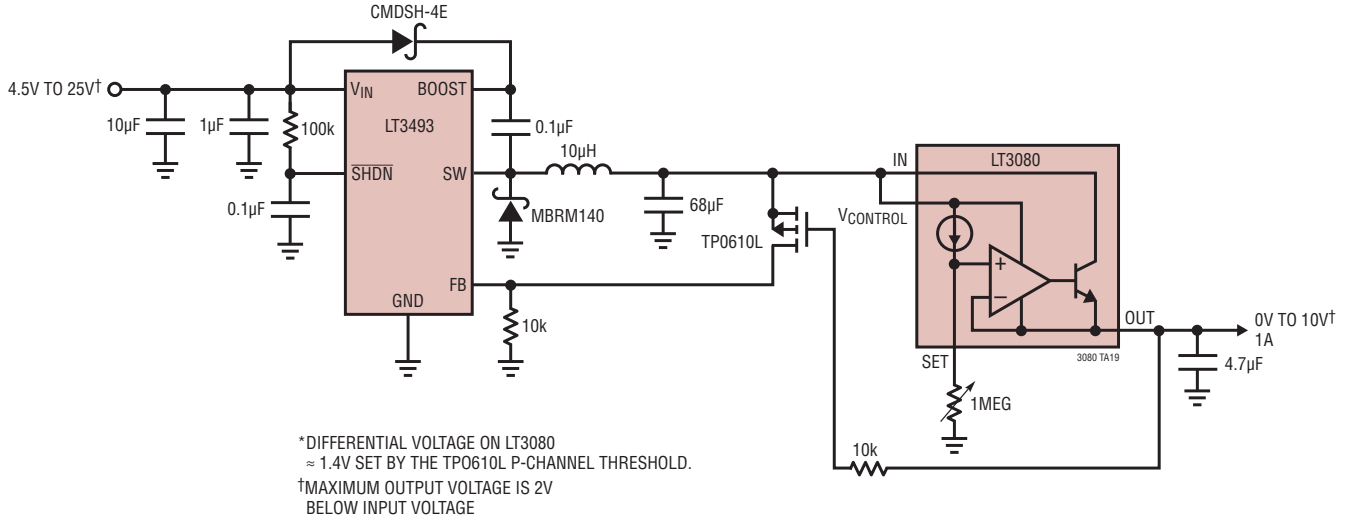 CMDSH-4E
4.5V TO 25V†
VIN
BOOST
LT3493
10µF
1µF
100k
0.1µF
10µH
SHDN
SW
IN
LT3080
0.1µF
MBRM140
68µF
TP0610L
VCONTROL
FB
GND
10k
+
–
OUT
0V TO 10V†
1A
3080 TA19
SET
4.7µF
1MEG
10k
*DIFFERENTIAL VOLTAGE ON LT3080
≈ 1.4V SET BY THE TP0610L P-CHANNEL THRESHOLD.
†MAXIMUM OUTPUT VOLTAGE IS 2V
BELOW INPUT VOLTAGE